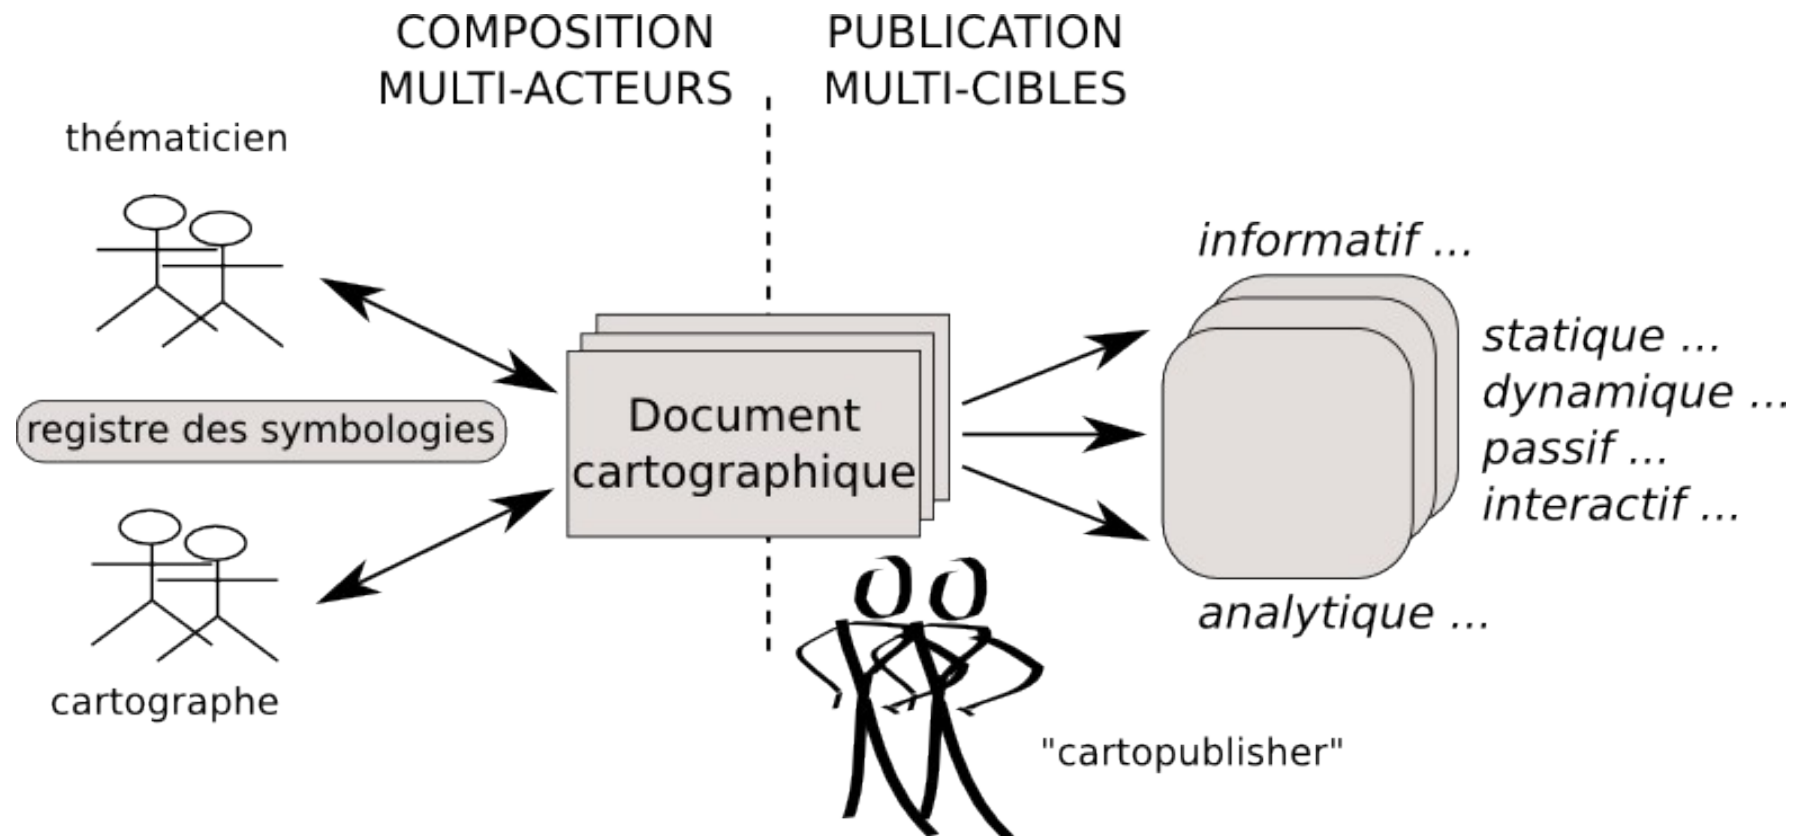 COMPOSITION
MULTI-ACTEURS
PUBLICATION
MULTI-CIBLES
thématicien
registre des symbologies
cartographe
Document
cartographique
"cartopublisher"
informatif ...
statique ...
dynamique ...
passif ...
interactif ...
analytique ...